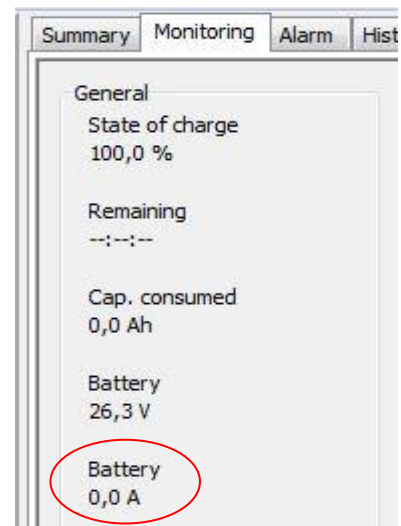 Summary Monitoring Alarm Hist
General
State of charge
100,0 %
Remaining
--:--:--
Cap. consumed
0,0 Ah
Battery
26,3 V
Battery
0,0 A